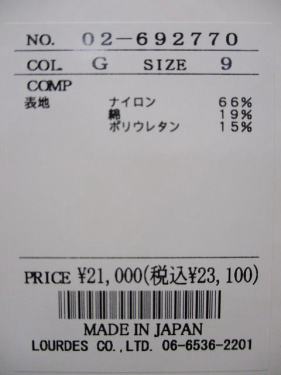 NO. 02-692770
COL. G SIZE 9
COMP
表地 ナイロン 66%
綿 19%
ポリウレタン 15%
PRICE ¥21,000(税込¥23,100)
MADE IN JAPAN
LOURDES CO.,LTD. 06-6536-2201